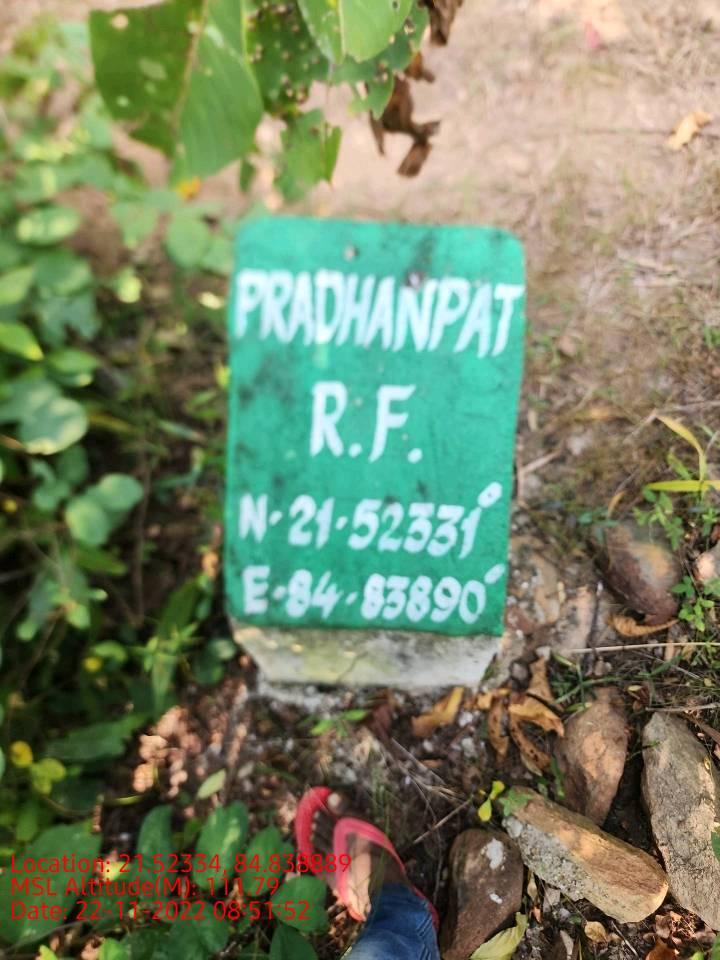 PRADHANPAT
R.F.
N-21.52331°
E-84.83890°
Location: 21.52334, 84.838889
MSL Altitude(M): 111.79
Date: 22-11-2022 08:51:52